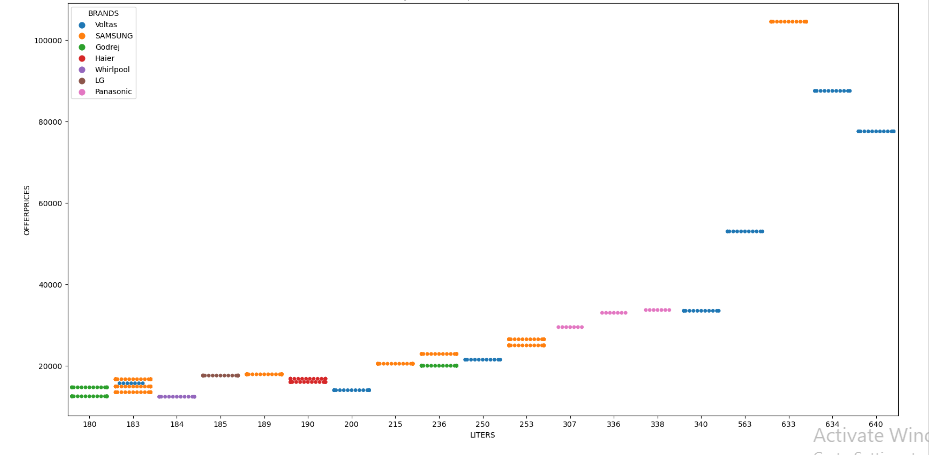 BRANDS
Voltas
SAMSUNG
Godrej
Haier
Whirlpool
LG
Panasonic
100000
80000
60000
40000
20000
OFFERPRICES
180 183 184 185 189 190 200 215 236 250 253 307 336 338 340 563 633 634 640
LITERS
Activate Wind